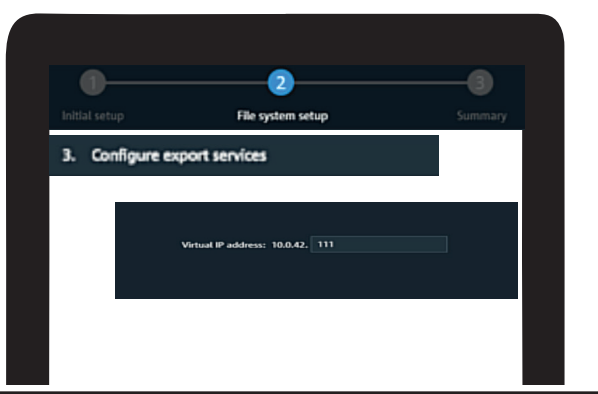 1 2 3
Initial setup File system setup Summary
3. Configure export services
Virtual IP address: 10.0.42. 111